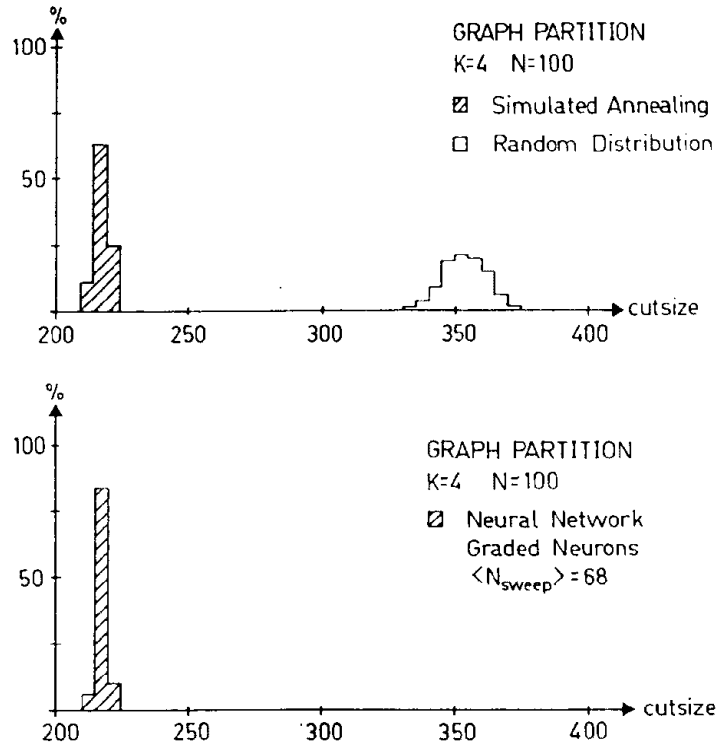 %
GRAPH PARTITION
K=4 N=100
Simulated Annealing
Random Distribution
100
50
200 250 300 350 400 cutsize
%
GRAPH PARTITION
K=4 N=100
Neural Network
Graded Neurons
<N_sweep> = 68
100
50
200 250 300 350 400 cutsize